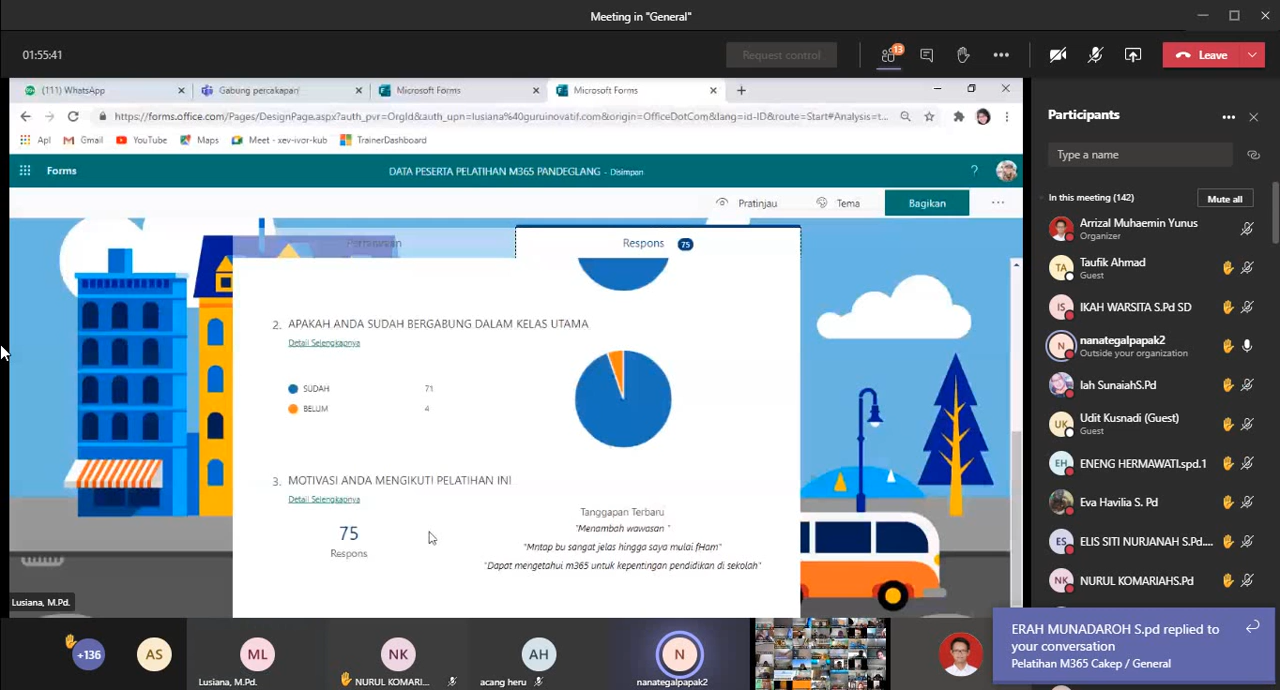 Meeting in "General"
01:55:41
Request control
13
Leave
(111) WhatsApp
Gabung percakapan
Microsoft Forms
Microsoft Forms
https://forms.office.com/Pages/DesignPage.aspx?auth_pvr=OrgId&auth_upn=lusiana%40guruinovatif.com&origin=OfficeDotCom&lang=id-ID&route=Start#Analysis=t...
Apl
Gmail
YouTube
Maps
Meet - xev-ivor-kub
TrainerDashboard
Forms
DATA PESERTA PELATIHAN M365 PANDEGLANG - Disimpan
?
Pratinjau
Tema
Bagikan
Pertanyaan
Respons 75
2. APAKAH ANDA SUDAH BERGABUNG DALAM KELAS UTAMA
Detail Selengkapnya
SUDAH 71
BELUM 4
3. MOTIVASI ANDA MENGIKUTI PELATIHAN INI
Detail Selengkapnya
75
Respons
Tanggapan Terbaru
"Menambah wawasan "
"Mntap bu sangat jelas hingga saya mulai fHam"
"Dapat mengetahui m365 untuk kepentingan pendidikan di sekolah"
Lusiana, M.Pd.
+136
AS
ML
Lusiana, M.Pd.
NK
NURUL KOMARI...
AH
acang heru
N
nanategalpapak2
Participants
Type a name
In this meeting (142)
Mute all
Arrizal Muhaemin Yunus
Organizer
TA
Taufik Ahmad
Guest
IS
IKAH WARSITA S.Pd SD
N
nanategalpapak2
Outside your organization
Iah SunaiahS.Pd
UK
Udit Kusnadi (Guest)
Guest
EH
ENENG HERMAWATI.spd.1
Eva Havilia S. Pd
ES
ELIS SITI NURJANAH S.Pd....
NK
NURUL KOMARIAHS.Pd
ERAH MUNADAROH S.pd replied to
your conversation
Pelatihan M365 Cakep / General